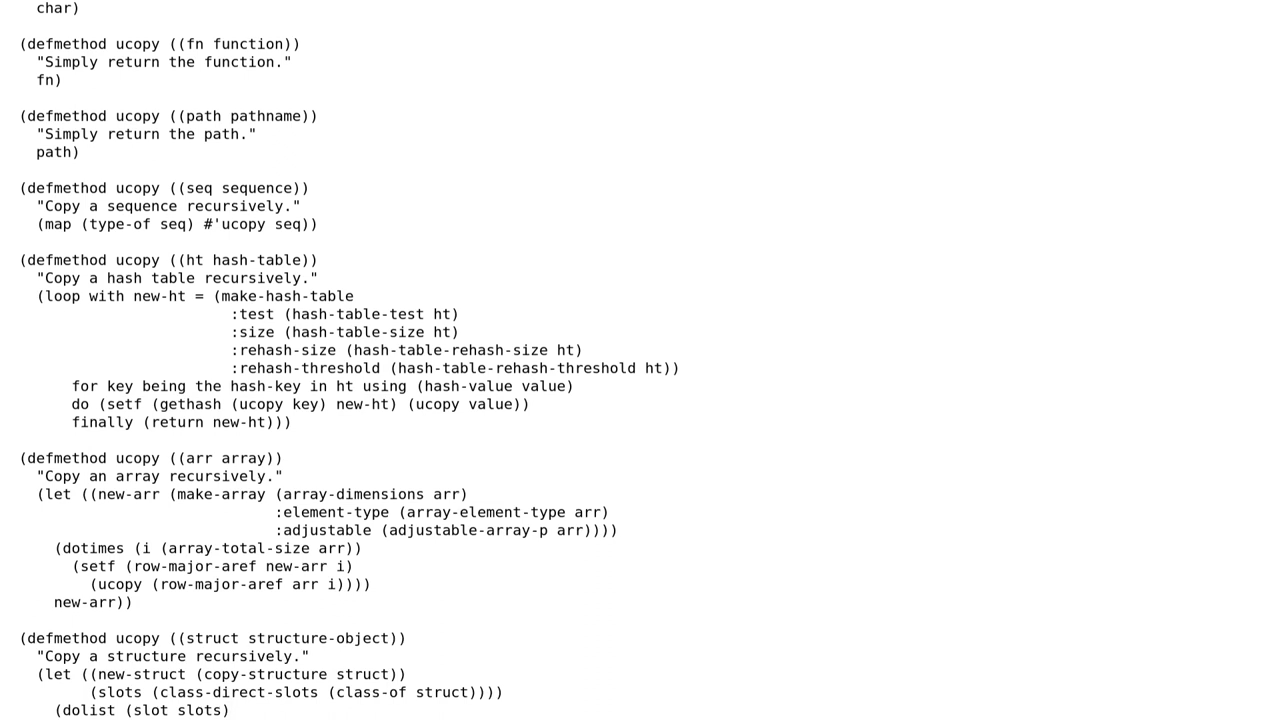 char)

(defmethod ucopy ((fn function))
  "Simply return the function."
  fn)

(defmethod ucopy ((path pathname))
  "Simply return the path."
  path)

(defmethod ucopy ((seq sequence))
  "Copy a sequence recursively."
  (map (type-of seq) #'ucopy seq))

(defmethod ucopy ((ht hash-table))
  "Copy a hash table recursively."
  (loop with new-ht = (make-hash-table
                        :test (hash-table-test ht)
                        :size (hash-table-size ht)
                        :rehash-size (hash-table-rehash-size ht)
                        :rehash-threshold (hash-table-rehash-threshold ht))
      for key being the hash-key in ht using (hash-value value)
      do (setf (gethash (ucopy key) new-ht) (ucopy value))
      finally (return new-ht)))

(defmethod ucopy ((arr array))
  "Copy an array recursively."
  (let ((new-arr (make-array (array-dimensions arr)
                             :element-type (array-element-type arr)
                             :adjustable (adjustable-array-p arr))))
    (dotimes (i (array-total-size arr))
      (setf (row-major-aref new-arr i)
        (ucopy (row-major-aref arr i))))
    new-arr))

(defmethod ucopy ((struct structure-object))
  "Copy a structure recursively."
  (let ((new-struct (copy-structure struct))
        (slots (class-direct-slots (class-of struct))))
    (dolist (slot slots)